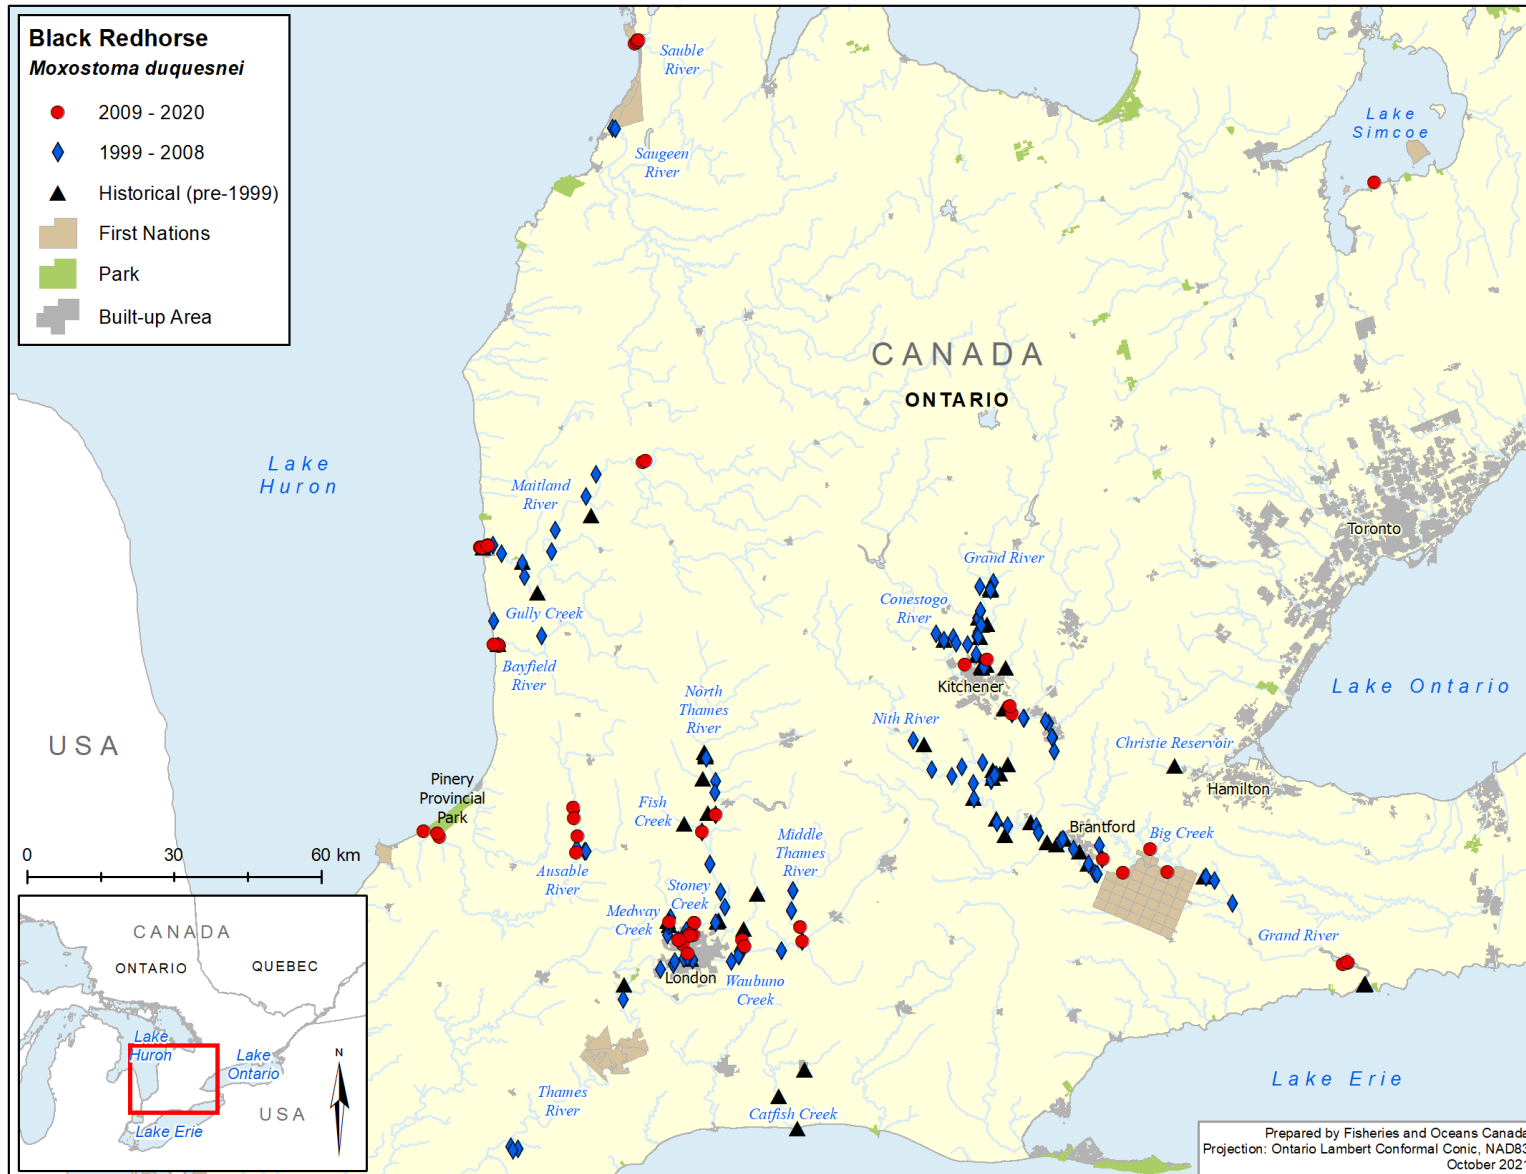 Black Redhorse
Moxostoma duquesnei
2009 - 2020
1999 - 2008
Historical (pre-1999)
First Nations
Park
Built-up Area
Sauble
River
Saugeen
River
Lake
Simcoe
CANADA
ONTARIO
Lake
Huron
Maitland
River
Toronto
Grand River
Conestogo
River
Gully Creek
Bayfield
River
Kitchener
Lake Ontario
North
Thames
River
Nith River
USA
Christie Reservoir
Pinery
Provincial
Park
Hamilton
Fish
Creek
Middle
Thames
River
Brantford
Big Creek
0 30 60 km
Ausable
River
Stoney
Creek
Medway
Creek
London
Waubuno
Creek
Grand River
Thames
River
Catfish Creek
Lake Erie
CANADA
ONTARIO
QUEBEC
Lake
Huron
Lake
Ontario
USA
Lake Erie
N
Prepared by Fisheries and Oceans Canada
Projection: Ontario Lambert Conformal Conic, NAD83
October 2021